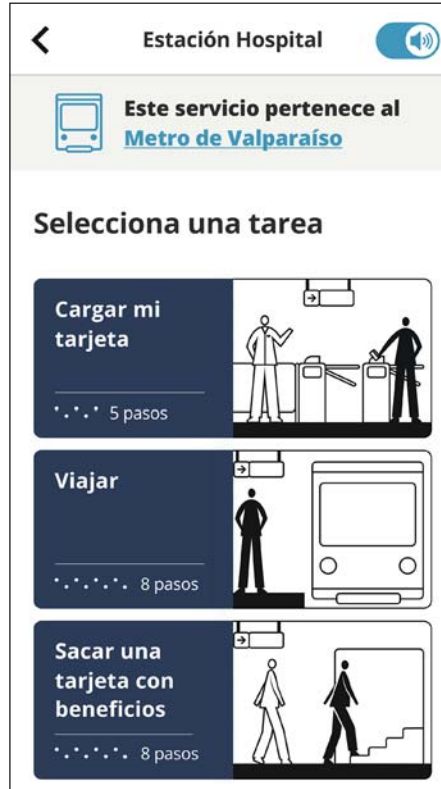 Estación Hospital
Este servicio pertenece al
Metro de Valparaíso
Selecciona una tarea
Cargar mi
tarjeta
5 pasos
Viajar
8 pasos
Sacar una
tarjeta con
beneficios
8 pasos